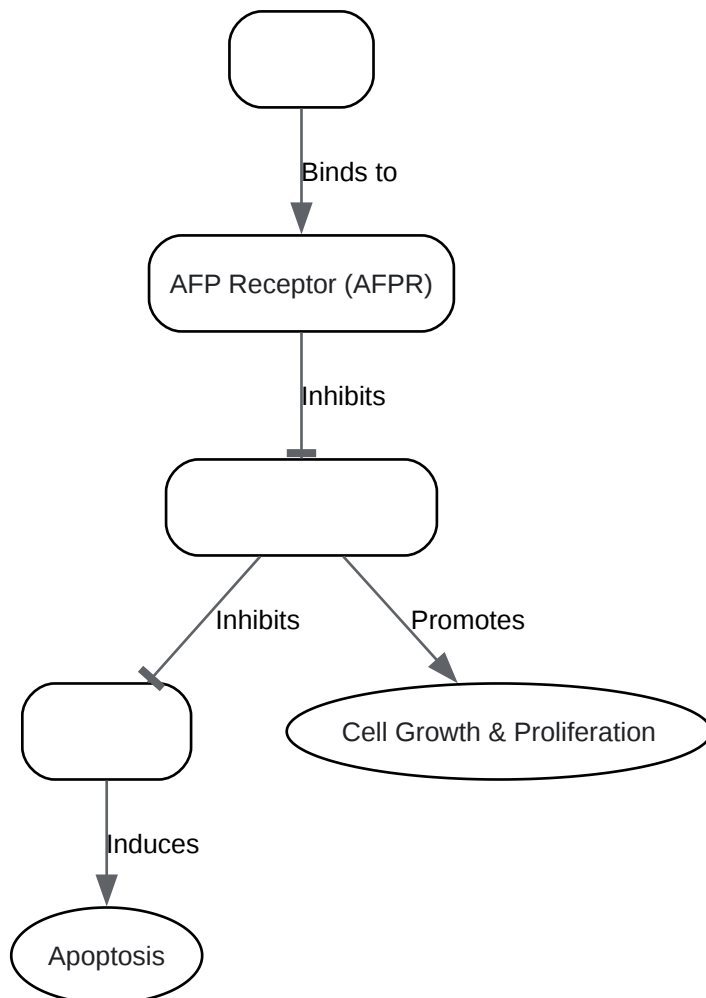 Binds to
AFP Receptor (AFPR)
Inhibits
Inhibits
Promotes
Cell Growth & Proliferation
Induces
Apoptosis